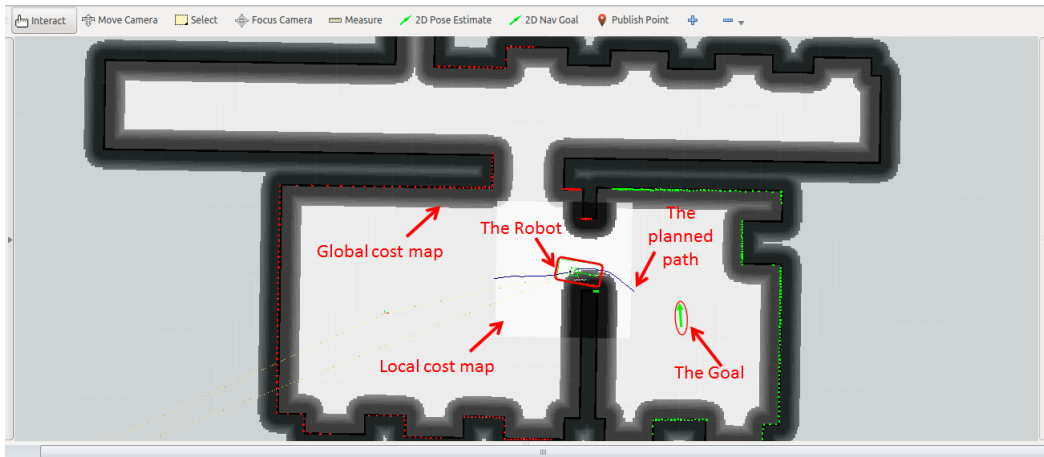 Interact
Move Camera
Select
Focus Camera
Measure
2D Pose Estimate
2D Nav Goal
Publish Point
The Robot
The
planned
path
Global cost map
Local cost map
The Goal